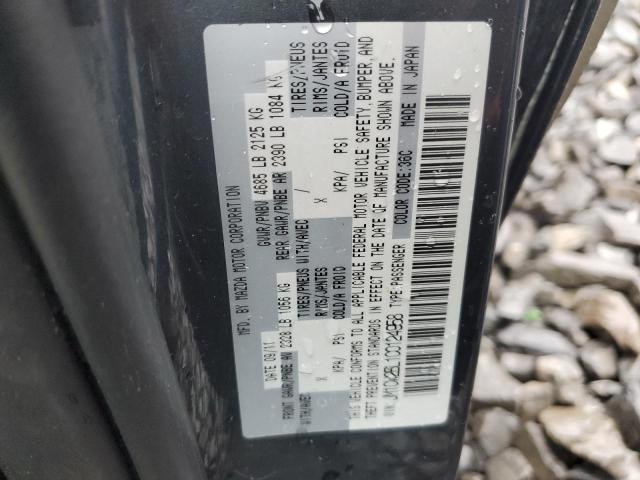 MFD. BY MAZDA MOTOR CORPORATION
DATE 09/11 GVWR/PNBV 4685 LB 2125 KG
FRONT GAWR/PNBE AV 2328 LB 1056 KG REAR GAWR/PNBE AR 2390 LB 1084 KG
WITH/AVEC TIRES/PNEUS WITH/AVEC TIRES/PNEUS
X RIMS/JANTES X / RIMS/JANTES
KPA/ PSI COLD/A FROID KPA/ PSI COLD/A FROID
THIS VEHICLE CONFORMS TO ALL APPLICABLE FEDERAL MOTOR VEHICLE SAFETY, BUMPER, AND
THEFT PREVENTION STANDARDS IN EFFECT ON THE DATE OF MANUFACTURE SHOWN ABOVE.
TYPE:PASSENGER COLOR CODE:36C MADE IN JAPAN